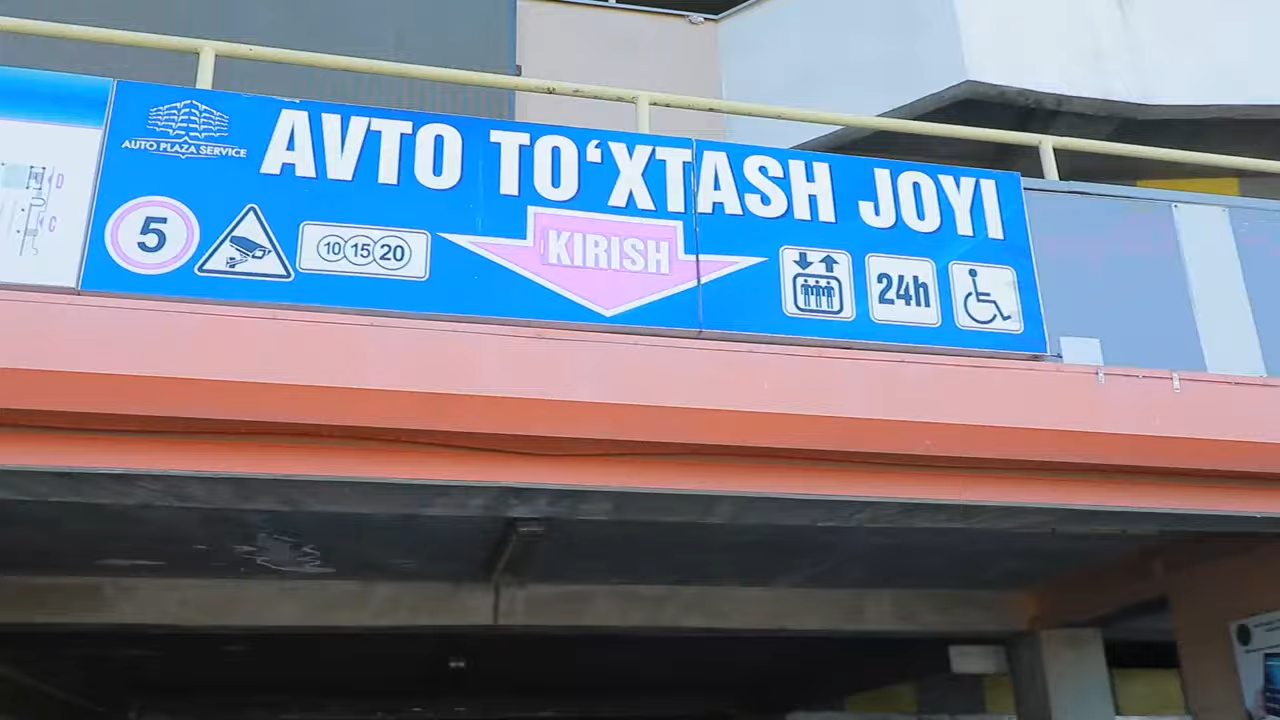 AUTO PLAZA SERVICE
AVTO TO‘XTASH JOYI
5
10 15 20
KIRISH
24h
D
C